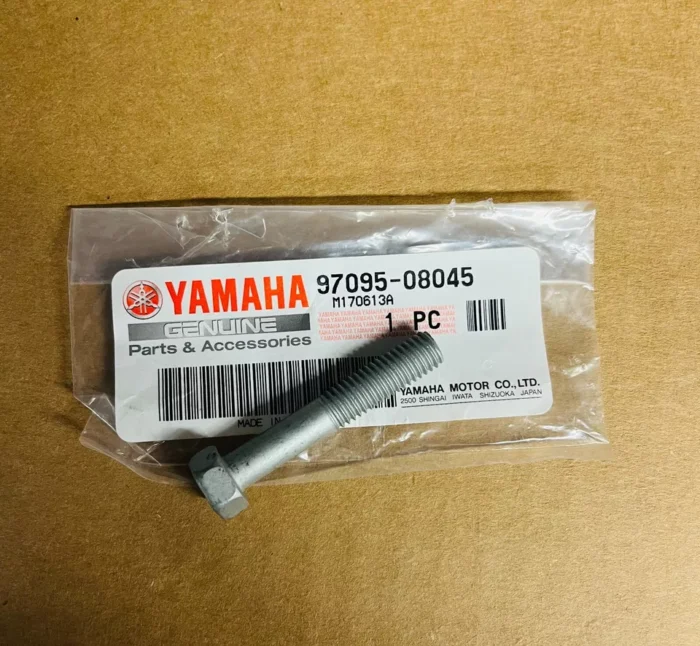 YAMAHA
GENUINE
Parts & Accessories
97095-08045
M170613A
1 PC
MADE IN
YAMAHA MOTOR CO.,LTD.
2500 SHINGAI IWATA SHIZUOKA JAPAN